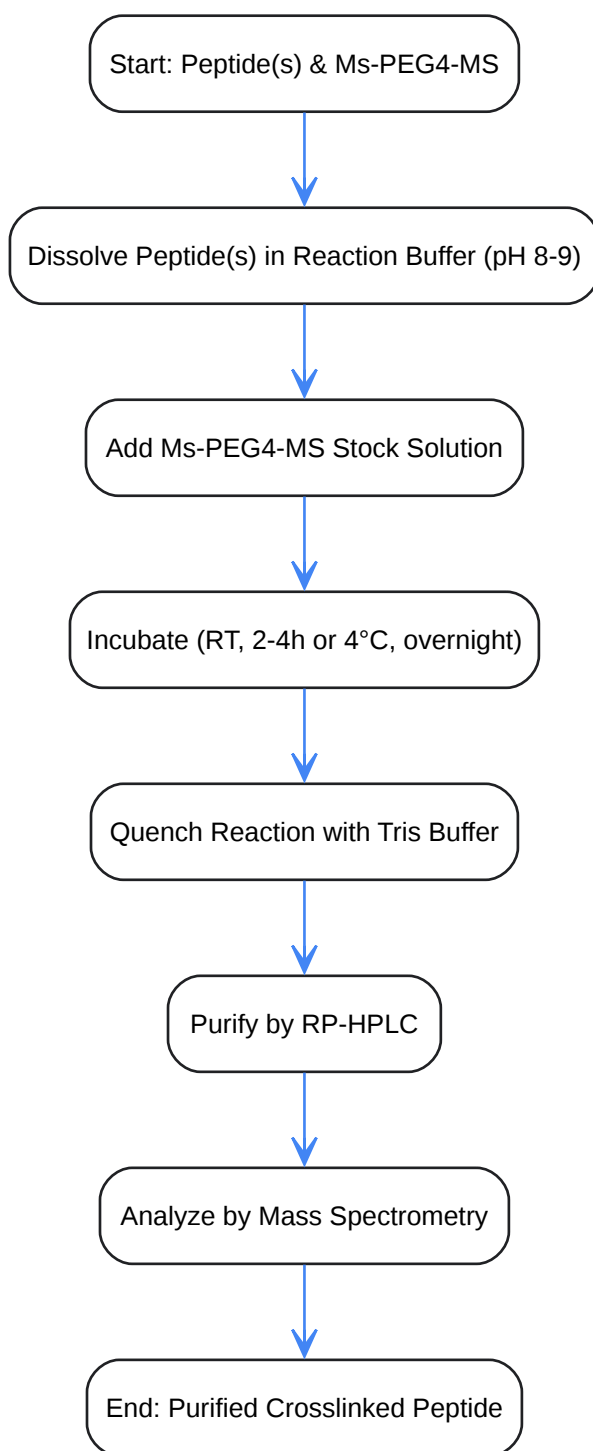 Start: Peptide(s) & Ms-PEG4-MS
Dissolve Peptide(s) in Reaction Buffer (pH 8-9)
Add Ms-PEG4-MS Stock Solution
Incubate (RT, 2-4h or 4°C, overnight)
Quench Reaction with Tris Buffer
Purify by RP-HPLC
Analyze by Mass Spectrometry
End: Purified Crosslinked Peptide